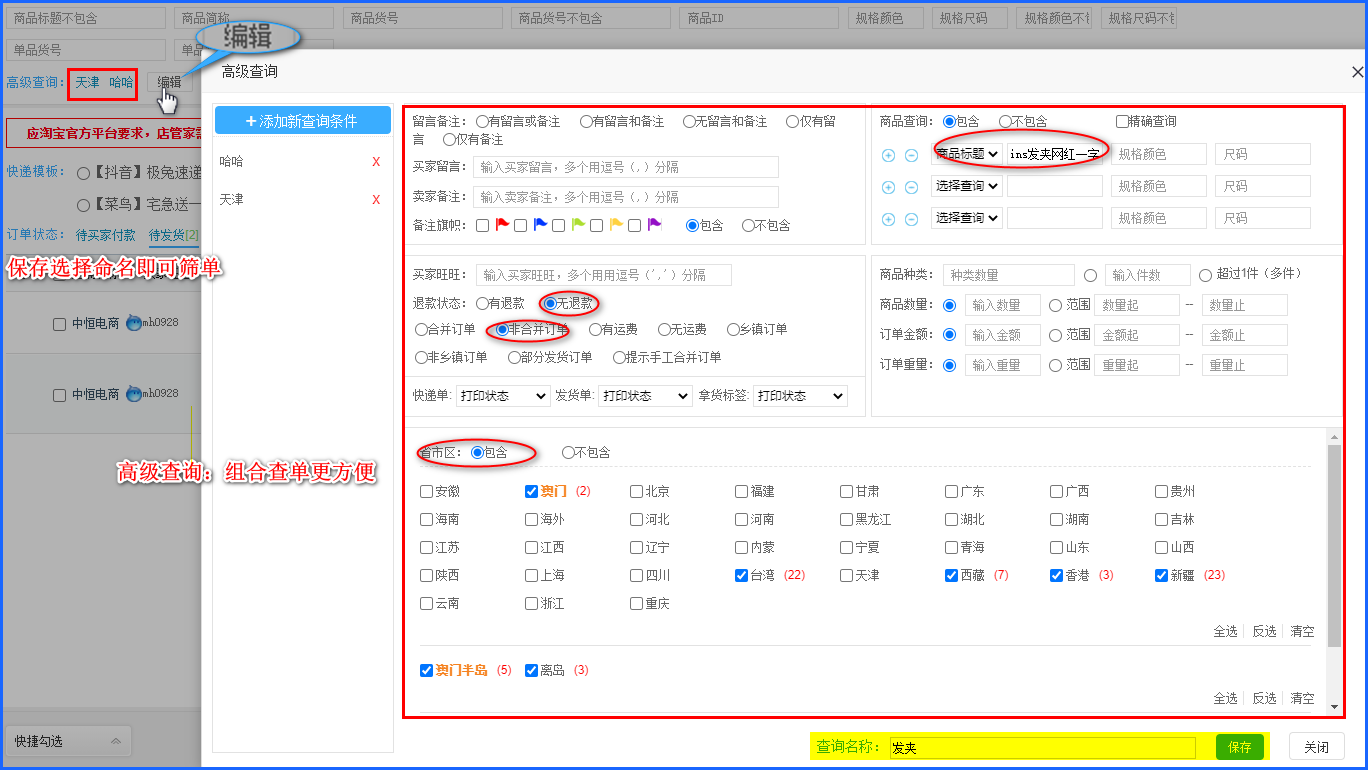 商品标题不包含 商品简称 商品货号 商品货号不包含 商品ID 规格颜色 规格尺码 规格颜色不 规格尺码不
单品货号
编辑
高级查询： 天津 哈哈 编辑
高级查询
应淘宝官方平台要求，店管家
快递模板： 【抖音】极兔速递
【菜鸟】宅急送一
订单状态： 待买家付款 待发货[2]
保存选择命名即可筛单
中恒电商 mh0928
中恒电商 mh0928
高级查询：组合查单更方便
快捷勾选
+添加新查询条件
哈哈 X
天津 X
留言备注： 有留言或备注 有留言和备注 无留言和备注 仅有留
言 仅有备注
买家留言： 输入买家留言，多个用逗号（,）分隔
卖家备注： 输入卖家备注，多个用逗号（,）分隔
备注旗帜： 包含 不包含
商品查询： 包含 不包含 精确查询
商品标题 ins发夹网红一字 规格颜色 尺码
选择查询 规格颜色 尺码
选择查询 规格颜色 尺码
买家旺旺： 输入买家旺旺，多个用用逗号（','）分隔
退款状态： 有退款 无退款
合并订单 非合并订单 有运费 无运费 乡镇订单
非乡镇订单 部分发货订单 提示手工合并订单
快递单: 打印状态 发货单: 打印状态 拿货标签: 打印状态
商品种类： 种类数量 输入件数 超过1件（多件）
商品数量： 输入数量 范围 数量起 -- 数量止
订单金额： 输入金额 范围 金额起 -- 金额止
订单重量： 输入重量 范围 重量起 -- 重量止
省市区： 包含 不包含
安徽 澳门 (2) 北京 福建 甘肃 广东 广西 贵州
海南 海外 河北 河南 黑龙江 湖北 湖南 吉林
江苏 江西 辽宁 内蒙 宁夏 青海 山东 山西
陕西 上海 四川 台湾 (22) 天津 西藏 (7) 香港 (3) 新疆 (23)
云南 浙江 重庆
全选 反选 清空
澳门半岛 (5) 离岛 (3)
全选 反选 清空
查询名称： 发夹 保存 关闭